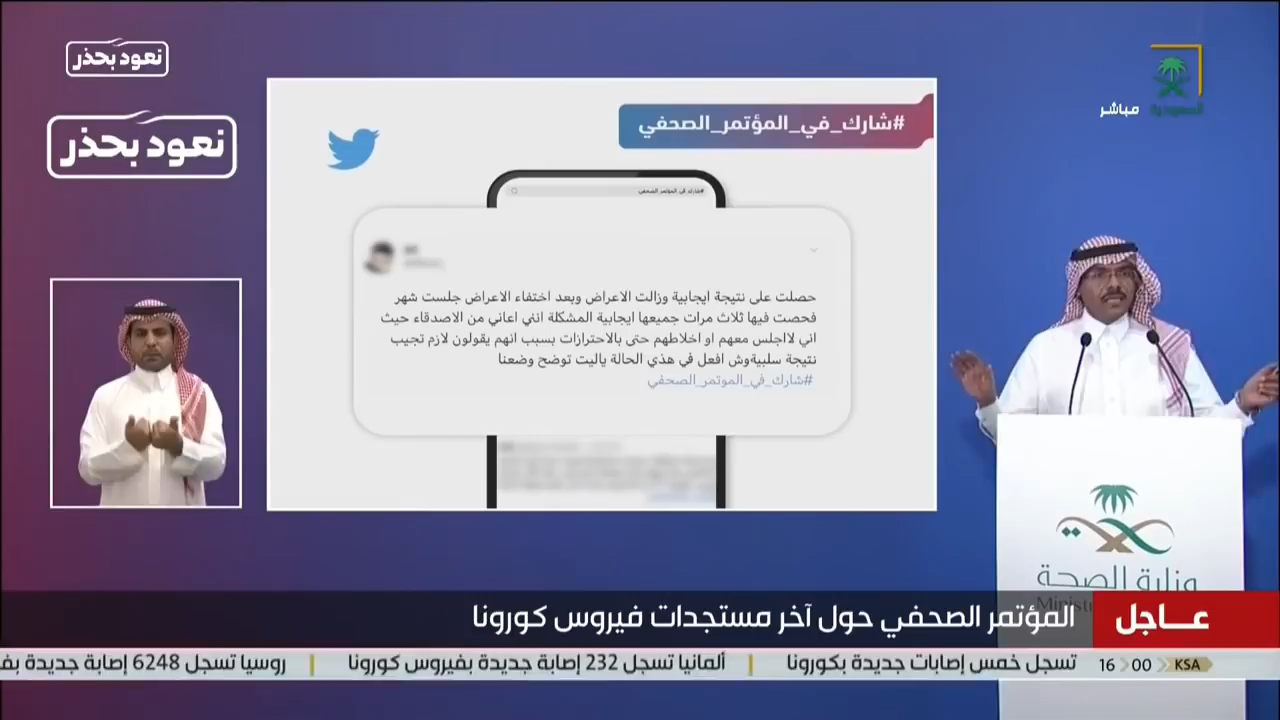 نعود بحذر
نعود بحذر
السعودية
مباشر
#شارك_في_المؤتمر_الصحفي
#شارك_في_المؤتمر_الصحفي
حصلت على نتيجة ايجابية وزالت الاعراض وبعد اختفاء الاعراض جلست شهر
فحصت فيها ثلاث مرات جميعها ايجابية المشكلة انني اعاني من الاصدقاء حيث
اني لااجلس معهم او اخلاطهم حتى بالاحترازات بسبب انهم يقولون لازم تجيب
نتيجة سلبيةوش افعل في هذي الحالة ياليت توضح وضعنا
#شارك_في_الموتمر_الصحفي
وزارة الصحة
عاجل
المؤتمر الصحفي حول آخر مستجدات فيروس كورونا
KSA 16:00
تسجل خمس إصابات جديدة بكورونا | ألمانيا تسجل 232 إصابة جديدة بفيروس كورونا | روسيا تسجل 6248 إصابة جديدة